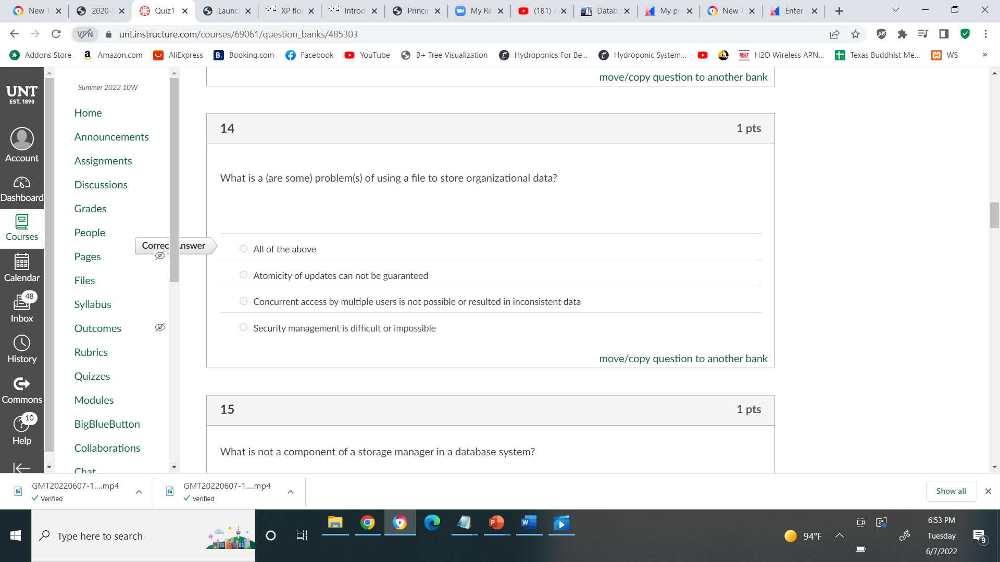 New T
2020-
Quiz1
Launc
XP flo
Introd
Princip
My Re
(181)
Datab
My pr
New T
Enter
VPN
unt.instructure.com/courses/69061/question_banks/485303
Addons Store
Amazon.com
AliExpress
Booking.com
Facebook
YouTube
B+ Tree Visualization
Hydroponics For Be...
Hydroponic System...
H2O Wireless APN...
Texas Buddhist Me...
WS
»
UNT
EST. 1890
Account
Dashboard
Courses
Calendar
48
Inbox
History
Commons
10
Help
Summer 2022 10W
Home
Announcements
Assignments
Discussions
Grades
People
Pages
Files
Syllabus
Outcomes
Rubrics
Quizzes
Modules
BigBlueButton
Collaborations
Chat
move/copy question to another bank
14
1 pts
What is a (are some) problem(s) of using a file to store organizational data?
Correc Answer
All of the above
Atomicity of updates can not be guaranteed
Concurrent access by multiple users is not possible or resulted in inconsistent data
Security management is difficult or impossible
move/copy question to another bank
15
1 pts
What is not a component of a storage manager in a database system?
GMT20220607-1....mp4
Verified
GMT20220607-1....mp4
Verified
Show all
Type here to search
94°F
6:53 PM
Tuesday
6/7/2022
9